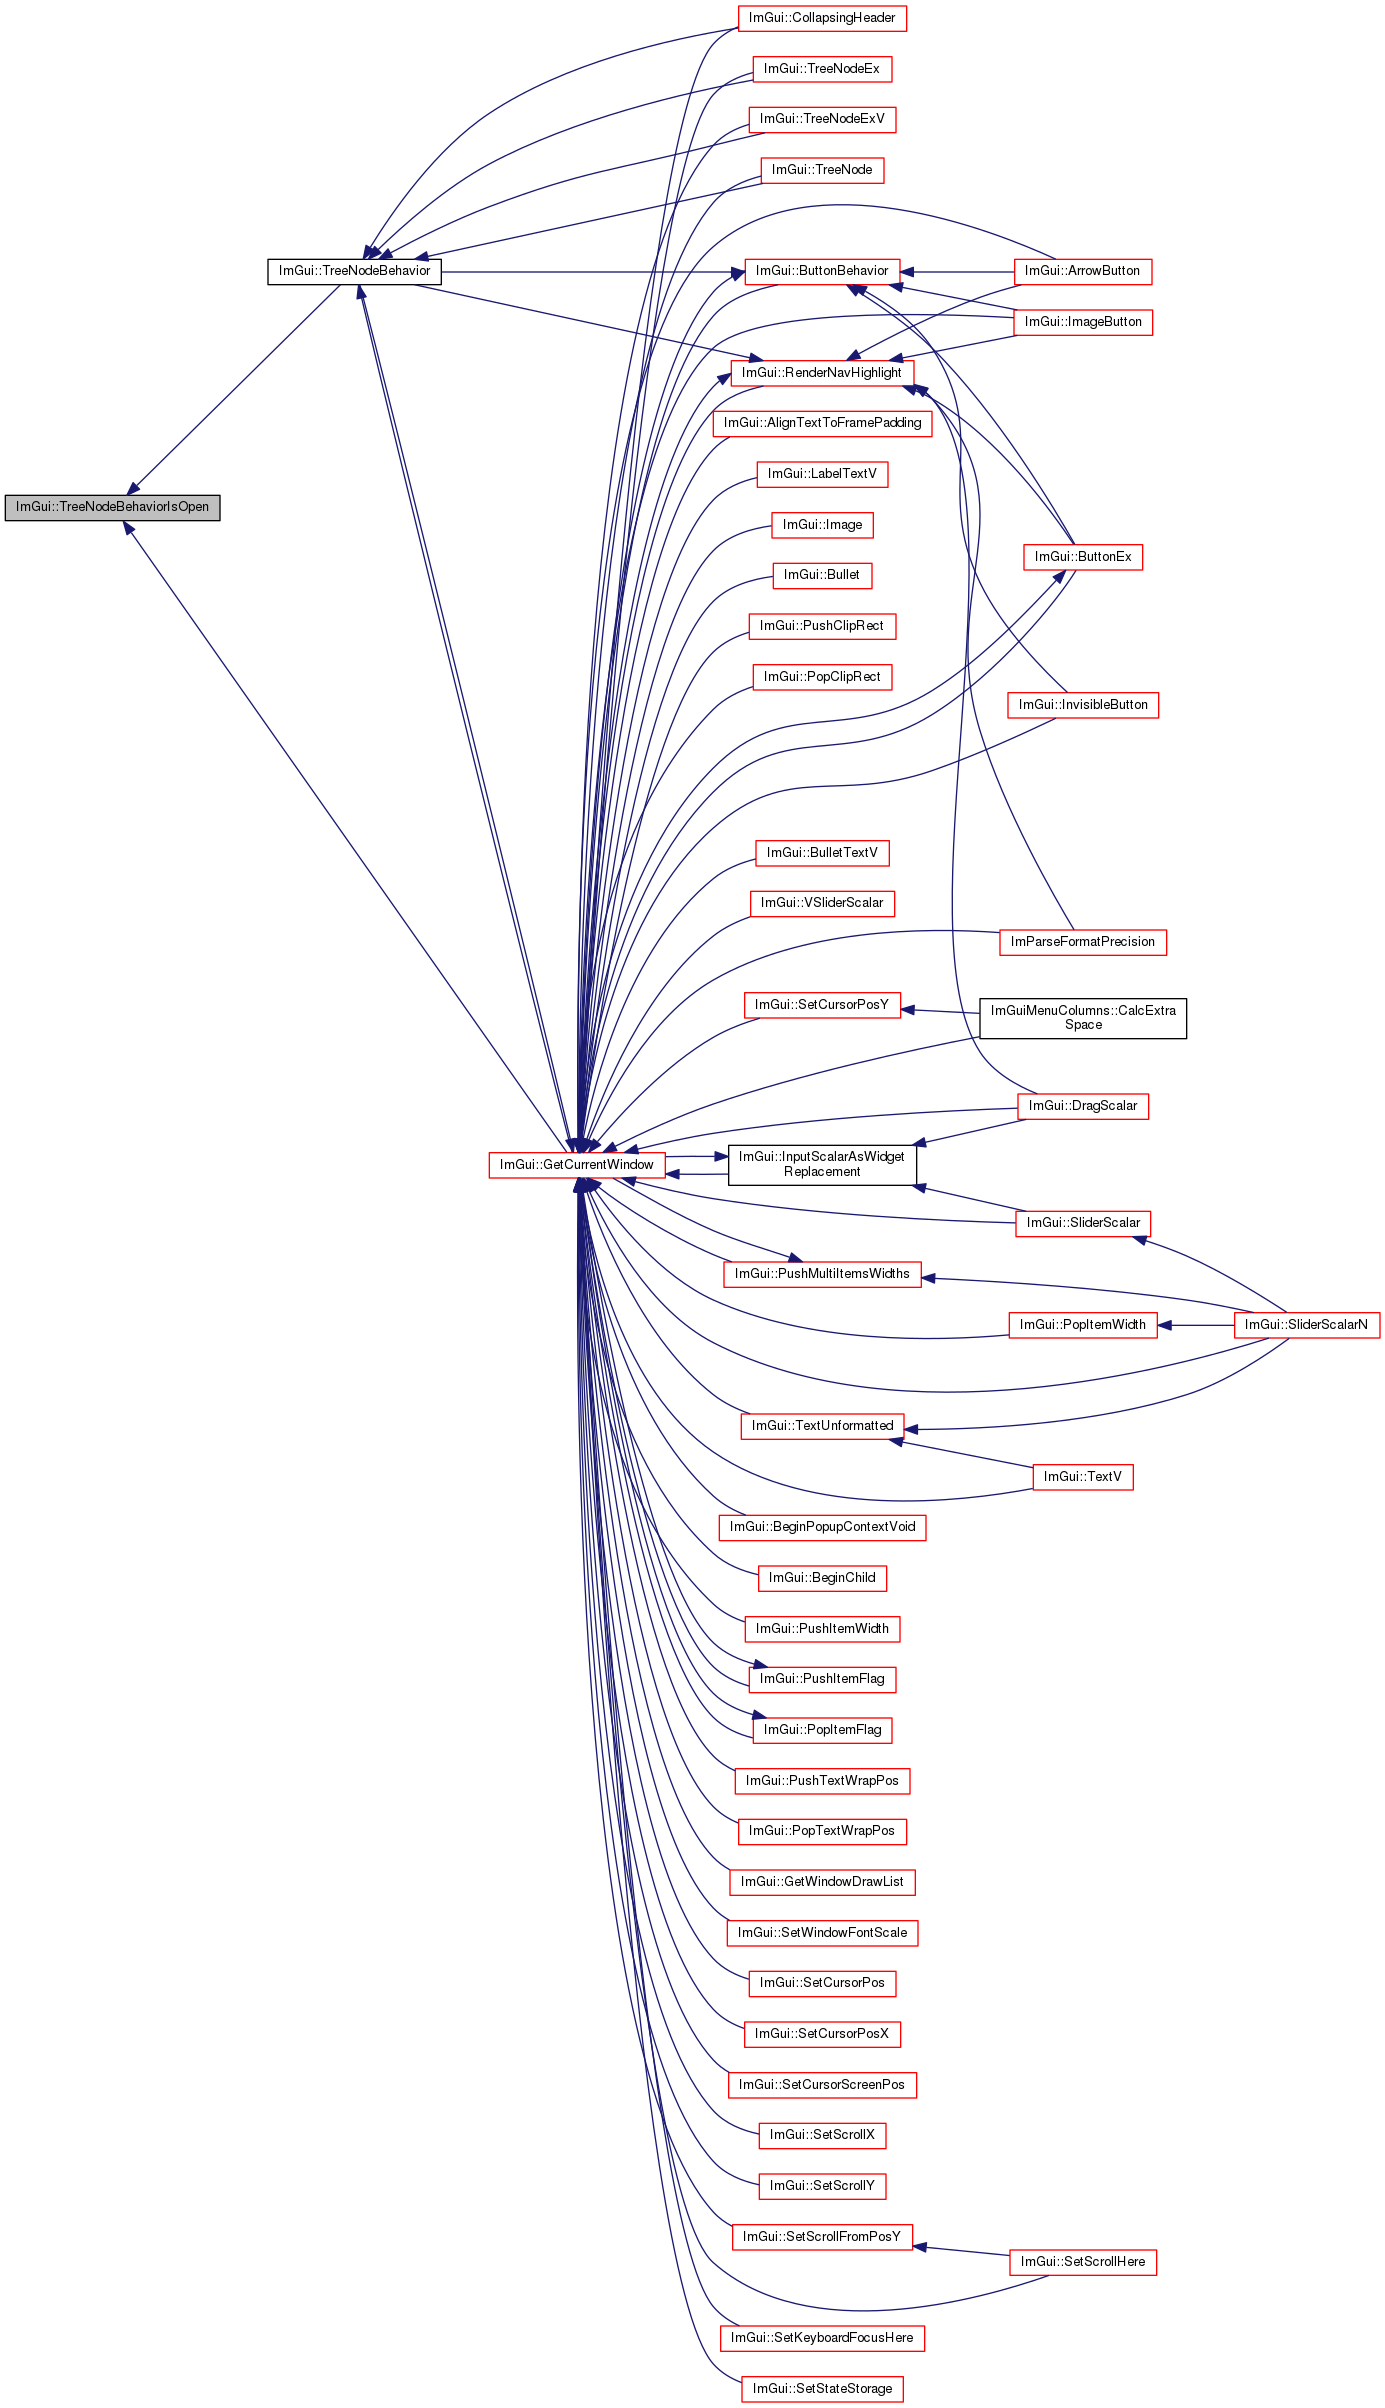 ImGui::CollapsingHeader
ImGui::TreeNodeEx
ImGui::TreeNodeExV
ImGui::TreeNode
ImGui::TreeNodeBehavior
ImGui::ButtonBehavior
ImGui::ArrowButton
ImGui::ImageButton
ImGui::RenderNavHighlight
ImGui::AlignTextToFramePadding
ImGui::LabelTextV
ImGui::TreeNodeBehaviorIsOpen
ImGui::Image
ImGui::ButtonEx
ImGui::Bullet
ImGui::PushClipRect
ImGui::PopClipRect
ImGui::InvisibleButton
ImGui::BulletTextV
ImGui::VSliderScalar
ImParseFormatPrecision
ImGui::SetCursorPosY
ImGuiMenuColumns::CalcExtra
Space
ImGui::DragScalar
ImGui::GetCurrentWindow
ImGui::InputScalarAsWidget
Replacement
ImGui::SliderScalar
ImGui::PushMultiItemsWidths
ImGui::PopItemWidth
ImGui::SliderScalarN
ImGui::TextUnformatted
ImGui::TextV
ImGui::BeginPopupContextVoid
ImGui::BeginChild
ImGui::PushItemWidth
ImGui::PushItemFlag
ImGui::PopItemFlag
ImGui::PushTextWrapPos
ImGui::PopTextWrapPos
ImGui::GetWindowDrawList
ImGui::SetWindowFontScale
ImGui::SetCursorPos
ImGui::SetCursorPosX
ImGui::SetCursorScreenPos
ImGui::SetScrollX
ImGui::SetScrollY
ImGui::SetScrollFromPosY
ImGui::SetScrollHere
ImGui::SetKeyboardFocusHere
ImGui::SetStateStorage